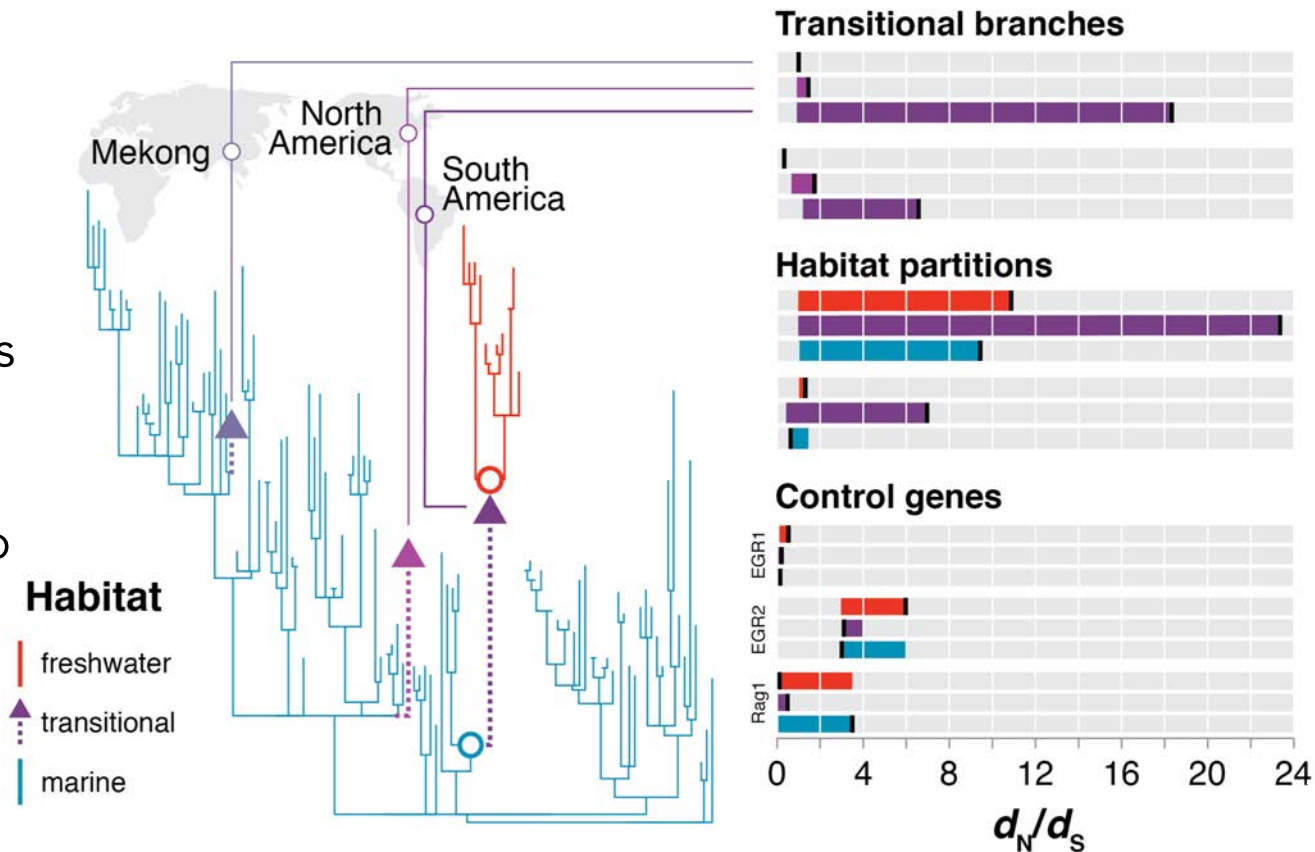 Transitional branches
North
America
Mekong
South
America
s
o
Habitat
freshwater
transitional
marine
Habitat partitions
Control genes
EGR1
EGR2
Rag1
0 4 8 12 16 20 24
dN/dS